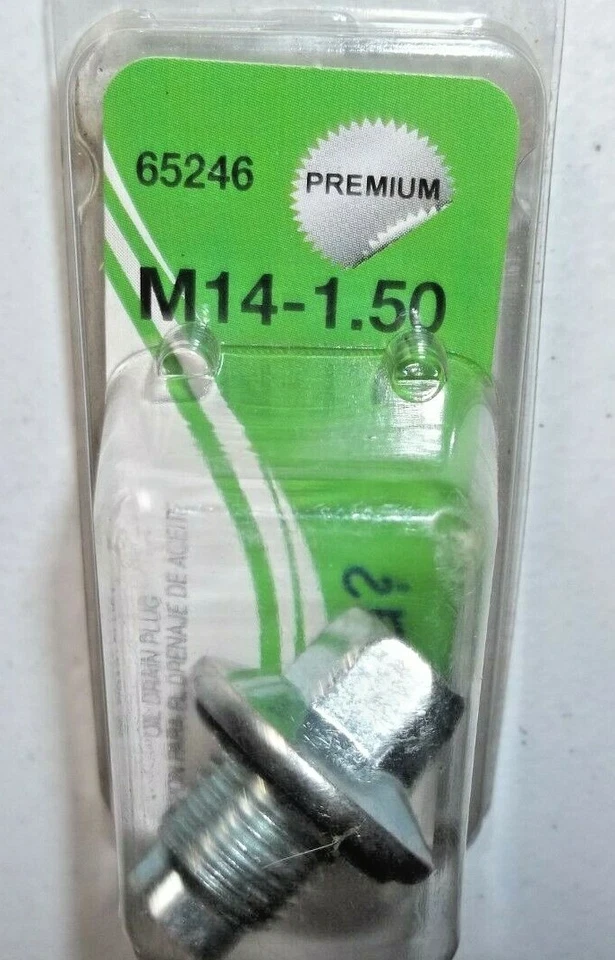 65246
PREMIUM
M14-1.50
OIL DRAIN PLUG
PARA EL DRENAJE DE ACEITE